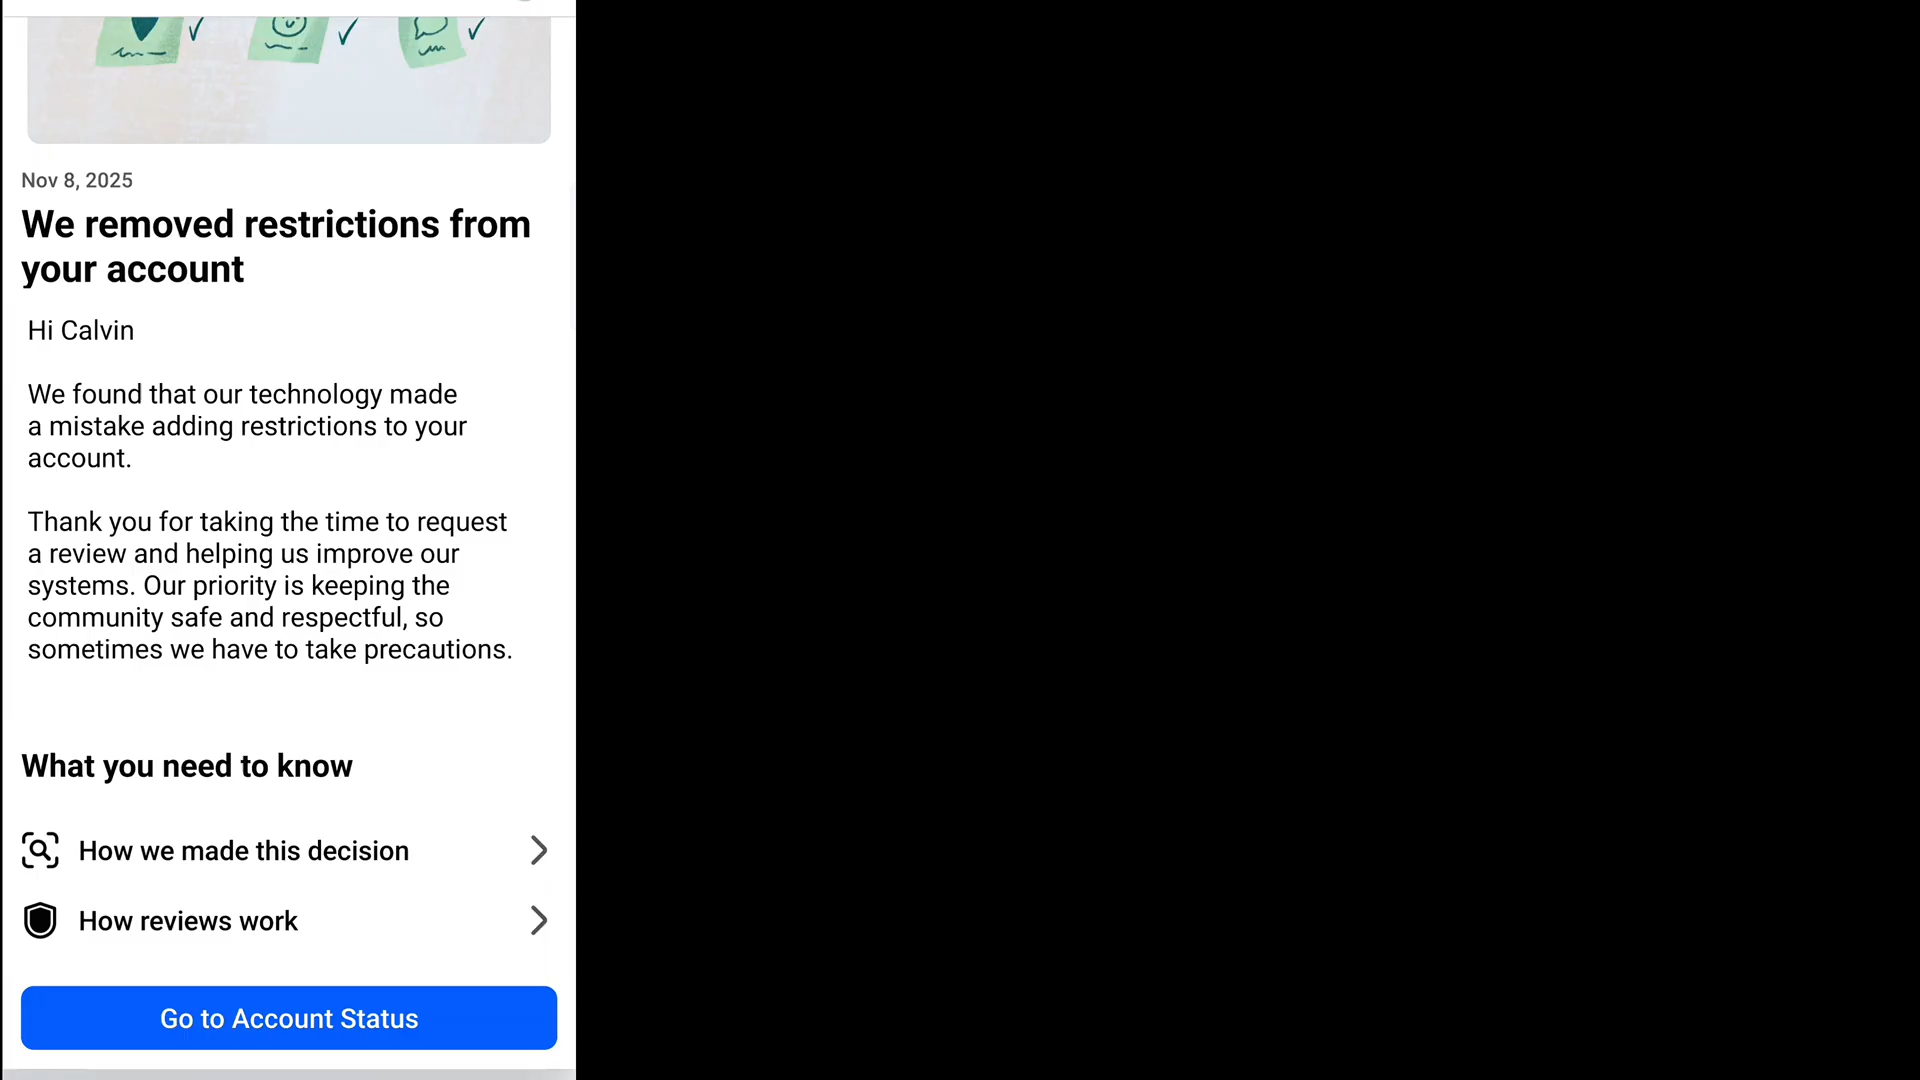 Nov 8, 2025
We removed restrictions from
your account
Hi Calvin
We found that our technology made
a mistake adding restrictions to your
account.
Thank you for taking the time to request
a review and helping us improve our
systems. Our priority is keeping the
community safe and respectful, so
sometimes we have to take precautions.
What you need to know
How we made this decision
How reviews work
Go to Account Status